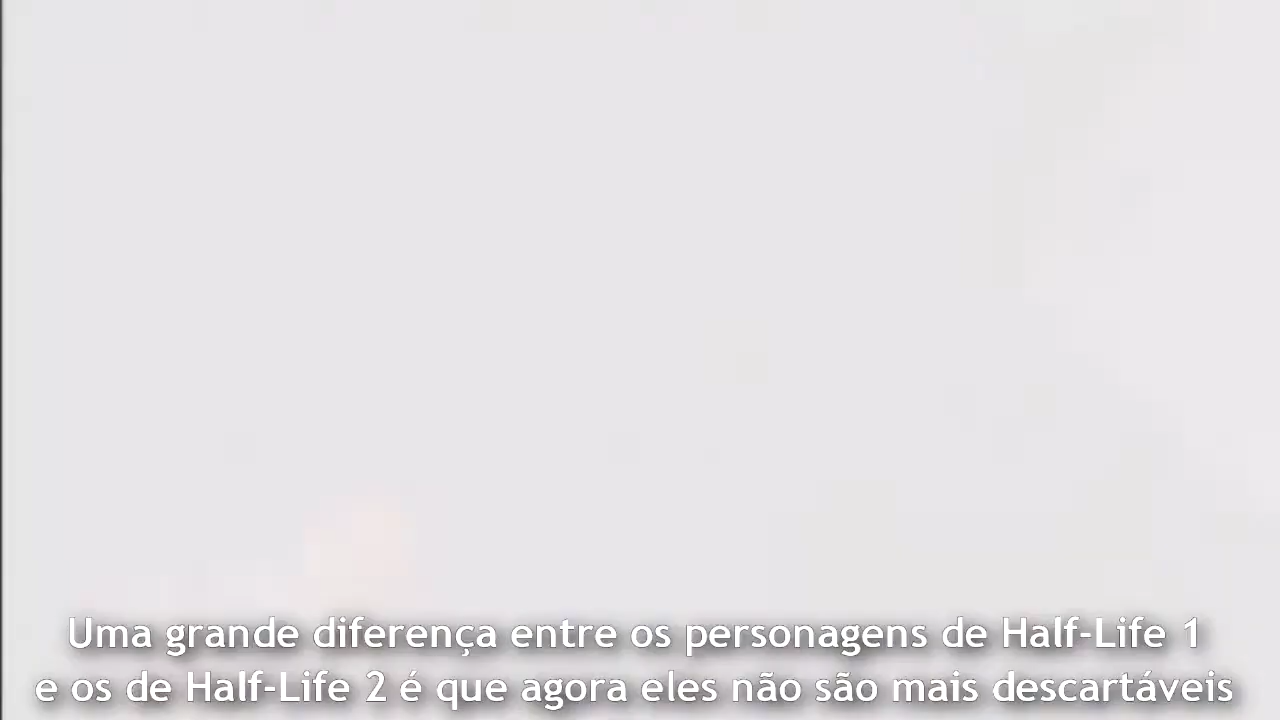 Uma grande diferença entre os personagens de Half-Life 1
e os de Half-Life 2 é que agora eles não são mais descartáveis